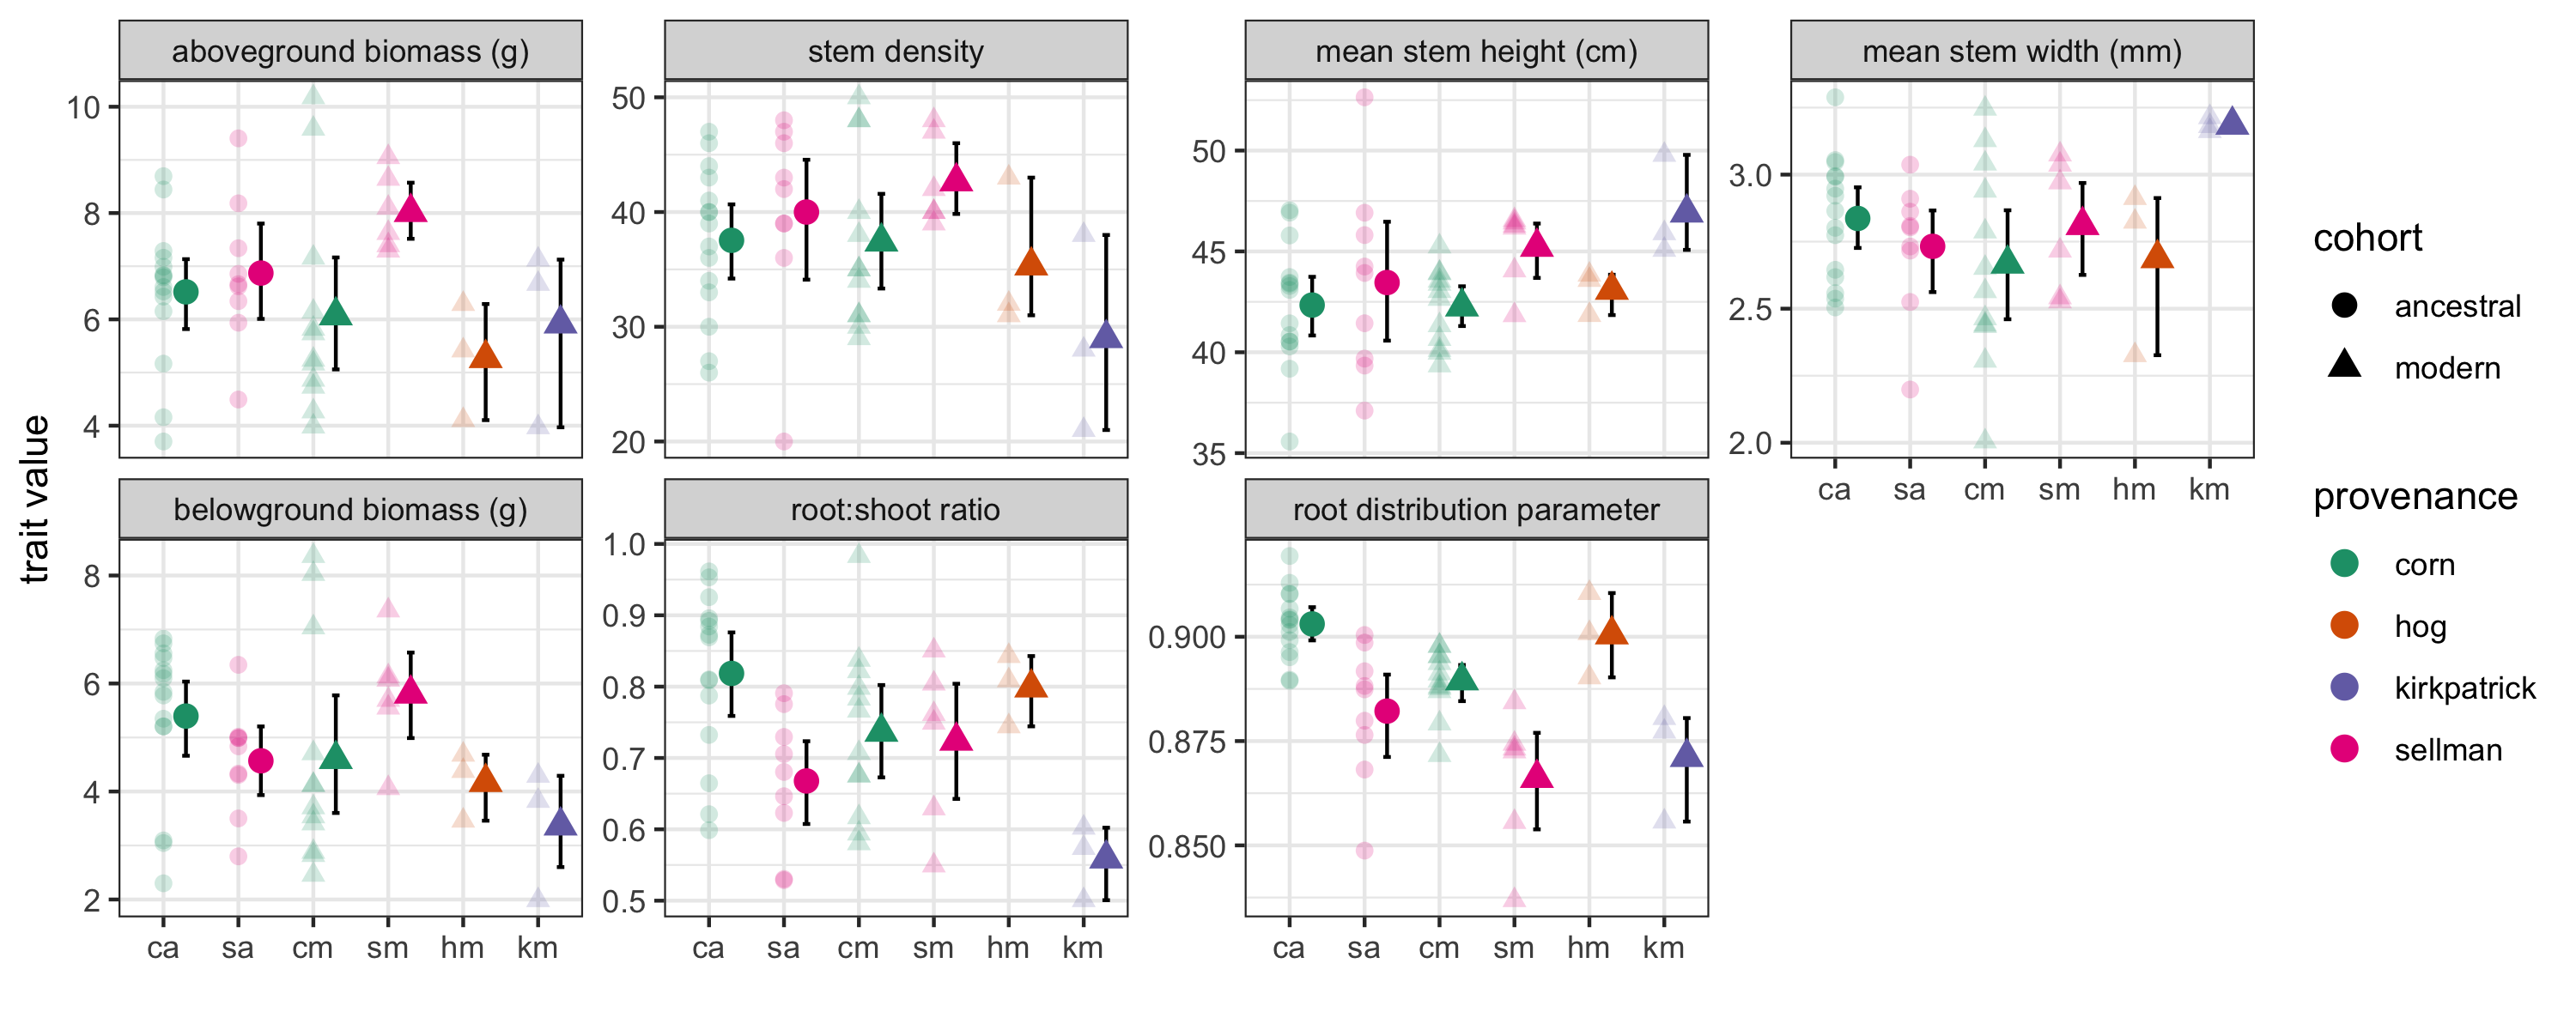 aboveground biomass (g)
stem density
mean stem height (cm)
mean stem width (mm)
10
8
6
4
50
40
30
20
50
45
40
35
3.0
2.5
2.0
ca sa cm sm hm km
trait value
belowground biomass (g)
root:shoot ratio
root distribution parameter
8
6
4
2
1.0
0.9
0.8
0.7
0.6
0.5
0.900
0.875
0.850
ca sa cm sm hm km
ca sa cm sm hm km
ca sa cm sm hm km
cohort
ancestral
modern
provenance
corn
hog
kirkpatrick
sellman